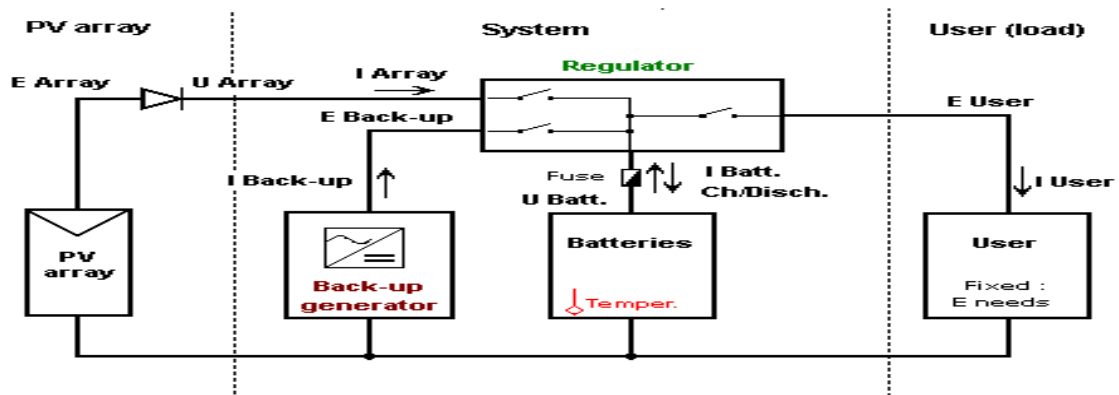 PV array
System
User (load)
E Array
U Array
I Array
Regulator
E User
E Back-up
I Back-up
Fuse
U Batt.
I Batt.
Ch/Disch.
I User
PV
array
Back-up
generator
Batteries
Temper.
User
Fixed :
E needs